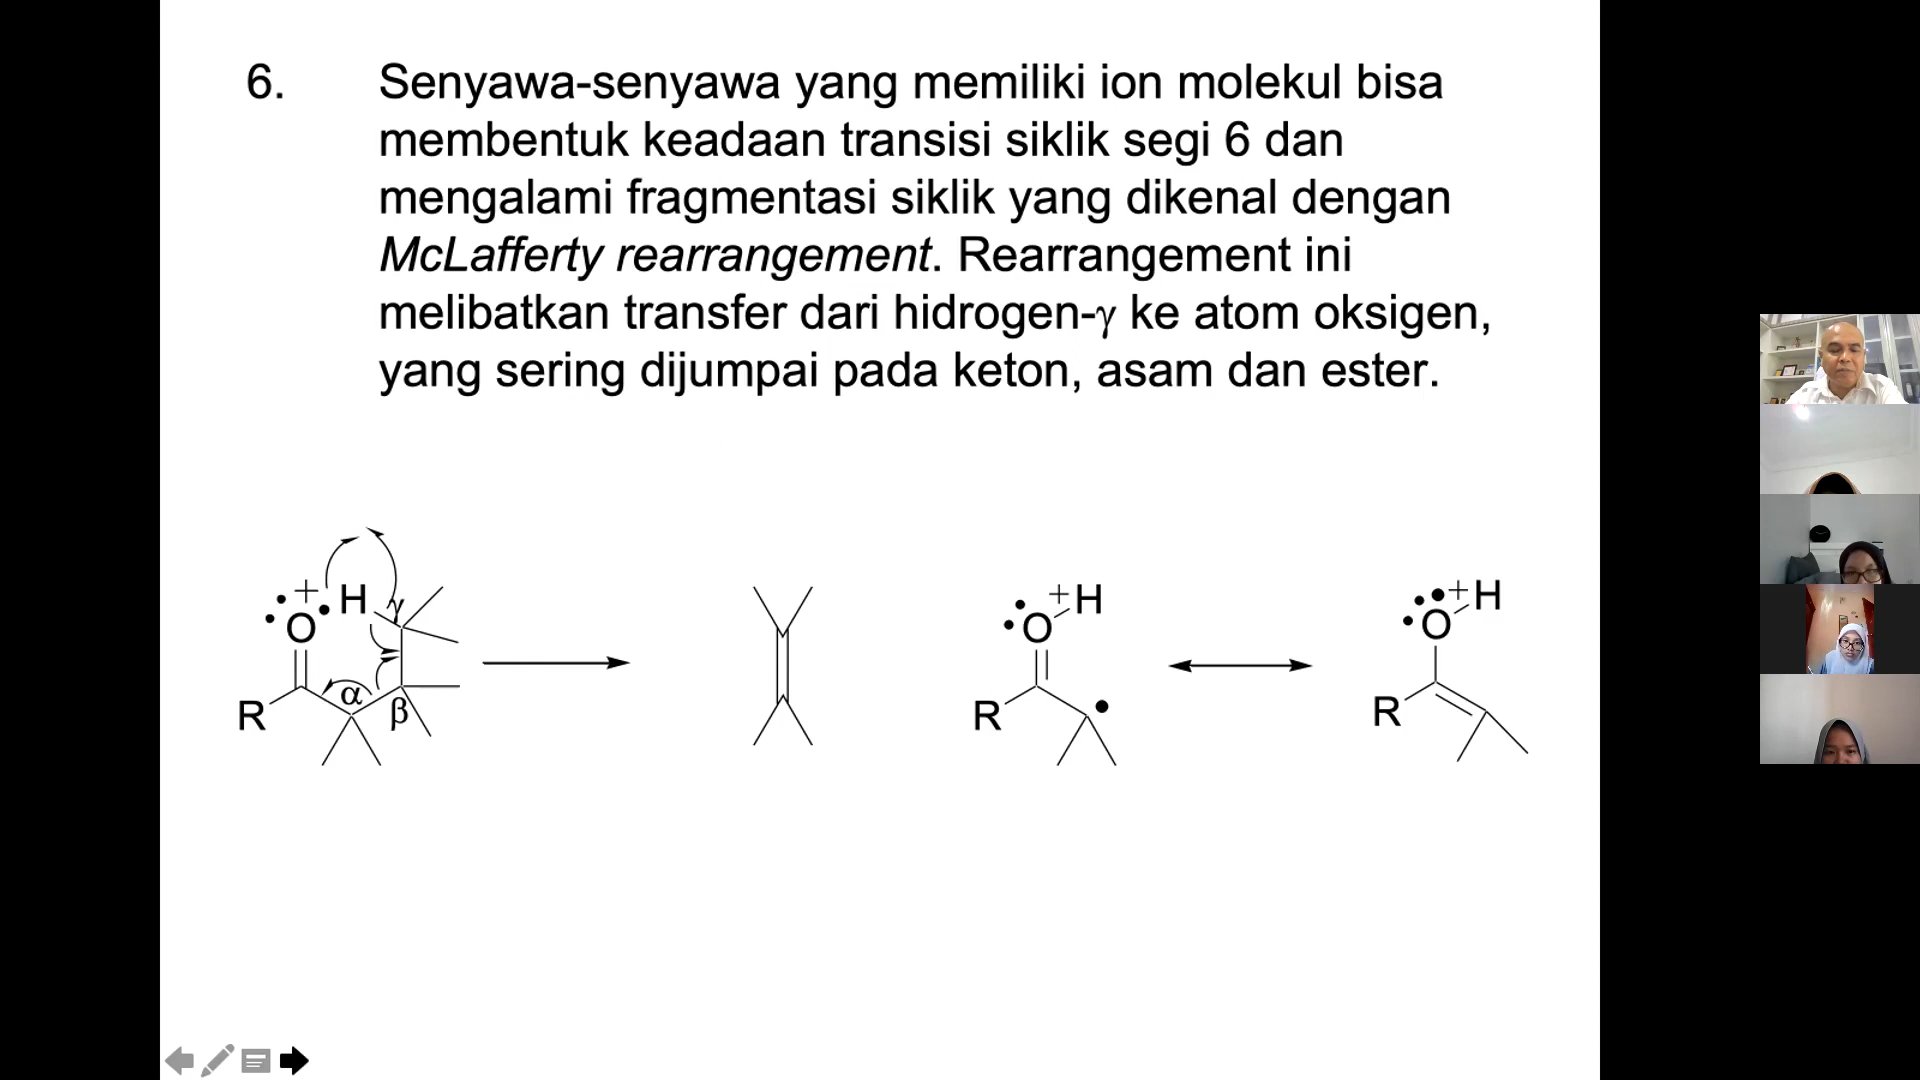 6. Senyawa-senyawa yang memiliki ion molekul bisa
membentuk keadaan transisi siklik segi 6 dan
mengalami fragmentasi siklik yang dikenal dengan
McLafferty rearrangement. Rearrangement ini
melibatkan transfer dari hidrogen-γ ke atom oksigen,
yang sering dijumpai pada keton, asam dan ester.
+ H γ
O
α
R β
+ H
O
R
+ H
O
R